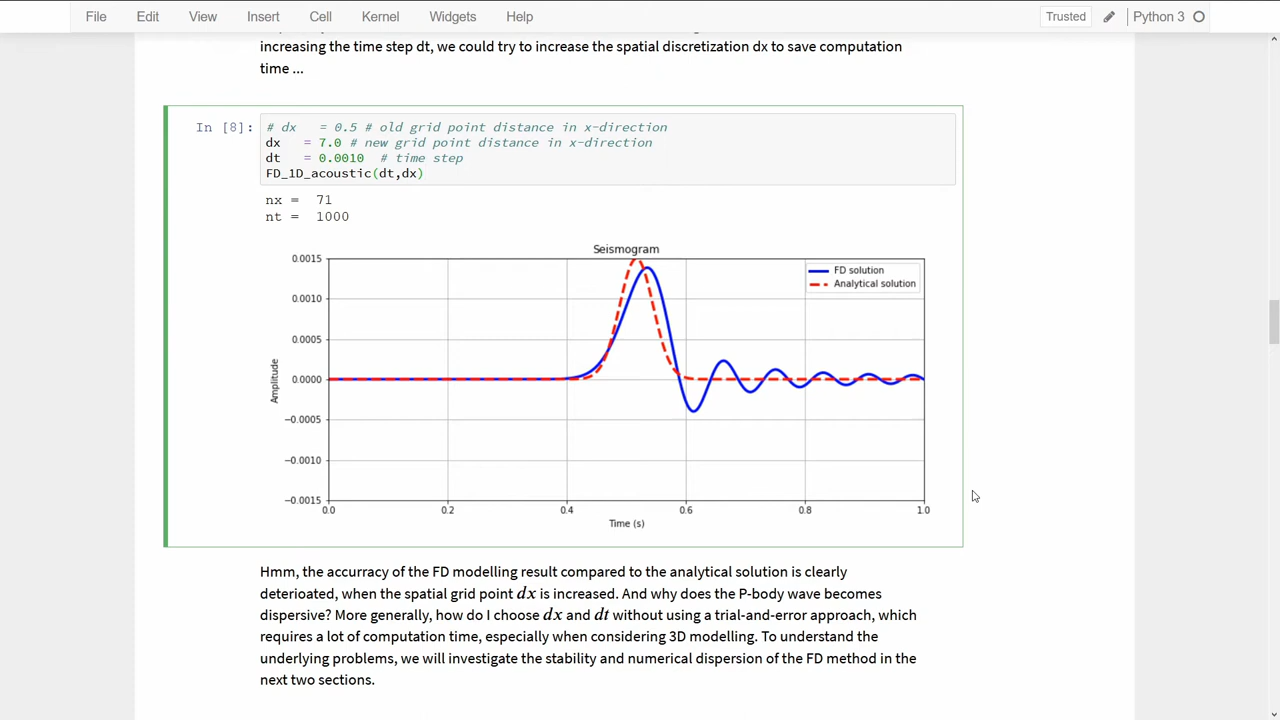 File Edit View Insert Cell Kernel Widgets Help Trusted Python 3
increasing the time step dt, we could try to increase the spatial discretization dx to save computation
time ...
In [8]: # dx = 0.5 # old grid point distance in x-direction
dx = 7.0 # new grid point distance in x-direction
dt = 0.0010 # time step
FD_1D_acoustic(dt,dx)
nx = 71
nt = 1000
Seismogram
0.0015
0.0010
0.0005
0.0000
−0.0005
−0.0010
−0.0015
Amplitude
FD solution
Analytical solution
0.0 0.2 0.4 0.6 0.8 1.0
Time (s)
Hmm, the accurracy of the FD modelling result compared to the analytical solution is clearly
deterioated, when the spatial grid point dx is increased. And why does the P-body wave becomes
dispersive? More generally, how do I choose dx and dt without using a trial-and-error approach, which
requires a lot of computation time, especially when considering 3D modelling. To understand the
underlying problems, we will investigate the stability and numerical dispersion of the FD method in the
next two sections.